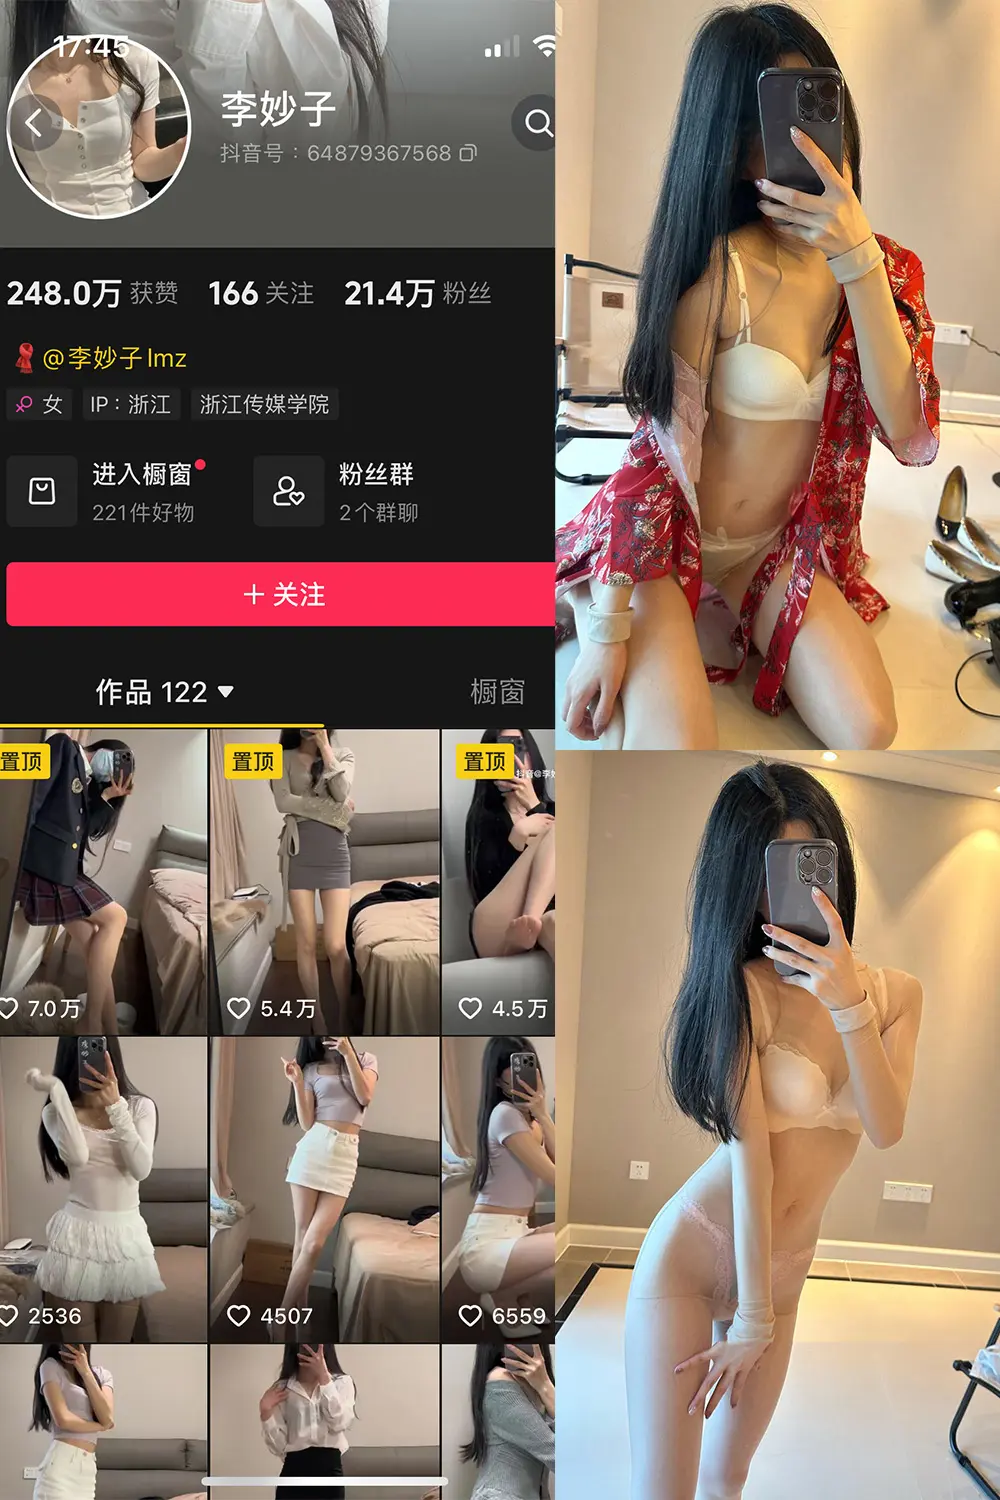 17:45
李妙子
抖音号：64879367568
248.0万 获赞 166 关注 21.4万 粉丝
@李妙子lmz
女 IP：浙江 浙江传媒学院
进入橱窗 粉丝群
221件好物 2个群聊
+ 关注
作品 122 橱窗
置顶 置顶 置顶
抖音@李妙
7.0万 5.4万 4.5万
2536 4507 6559